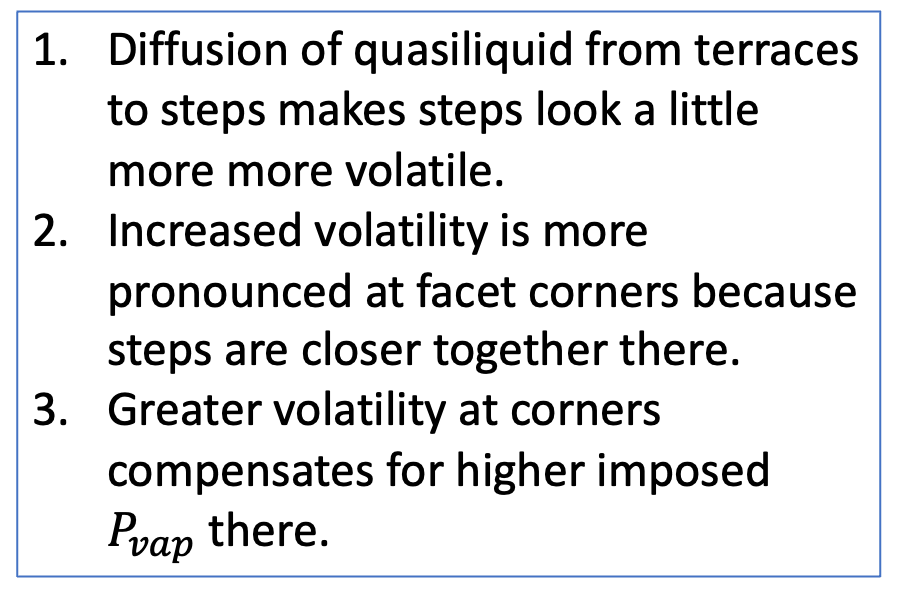 1. Diffusion of quasiliquid from terraces
to steps makes steps look a little
more more volatile.
2. Increased volatility is more
pronounced at facet corners because
steps are closer together there.
3. Greater volatility at corners
compensates for higher imposed
P_vap there.